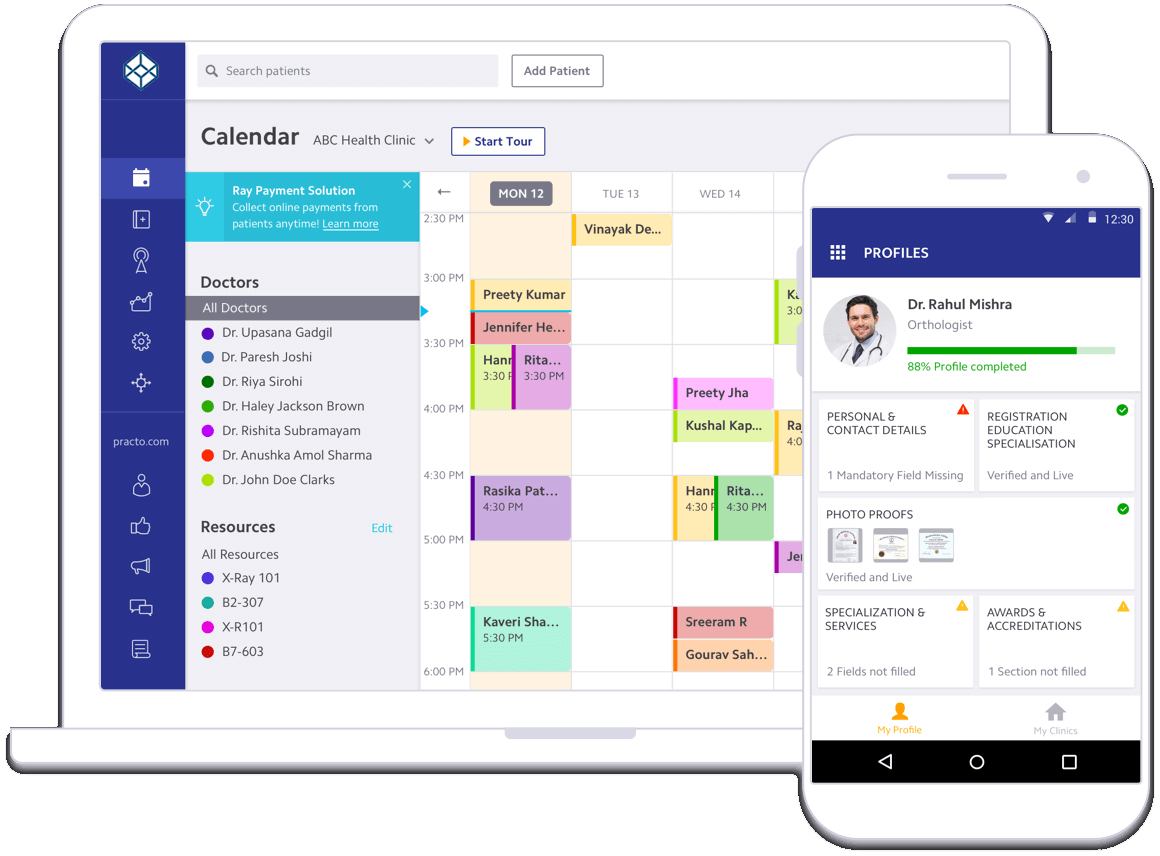 Search patients
Add Patient
Calendar
ABC Health Clinic
Start Tour
Ray Payment Solution
Collect online payments from
patients anytime! Learn more
Doctors
All Doctors
Dr. Upasana Gadgil
Dr. Paresh Joshi
Dr. Riya Sirohi
Dr. Haley Jackson Brown
Dr. Rishita Subramayam
Dr. Anushka Amol Sharma
Dr. John Doe Clarks
Resources
Edit
All Resources
X-Ray 101
B2-307
X-R101
B7-603
practo.com
MON 12
TUE 13
WED 14
2:30 PM
Vinayak De...
3:00 PM
Preety Kumar
Jennifer He...
3:30 PM
Hanr
3:30 P
Rita...
3:30 PM
Preety Jha
4:00 PM
Kushal Kap...
4:30 PM
Rasika Pat...
4:30 PM
Hanr
4:30 P
Rita...
4:30 PM
5:00 PM
5:30 PM
Kaveri Sha...
5:30 PM
Sreeram R
Gourav Sah...
6:00 PM
12:30
PROFILES
Dr. Rahul Mishra
Orthologist
88% Profile completed
PERSONAL &
CONTACT DETAILS
1 Mandatory Field Missing
REGISTRATION
EDUCATION
SPECIALISATION
Verified and Live
PHOTO PROOFS
Verified and Live
SPECIALIZATION &
SERVICES
2 Fields not filled
AWARDS &
ACCREDITATIONS
1 Section not filled
My Profile
My Clinics